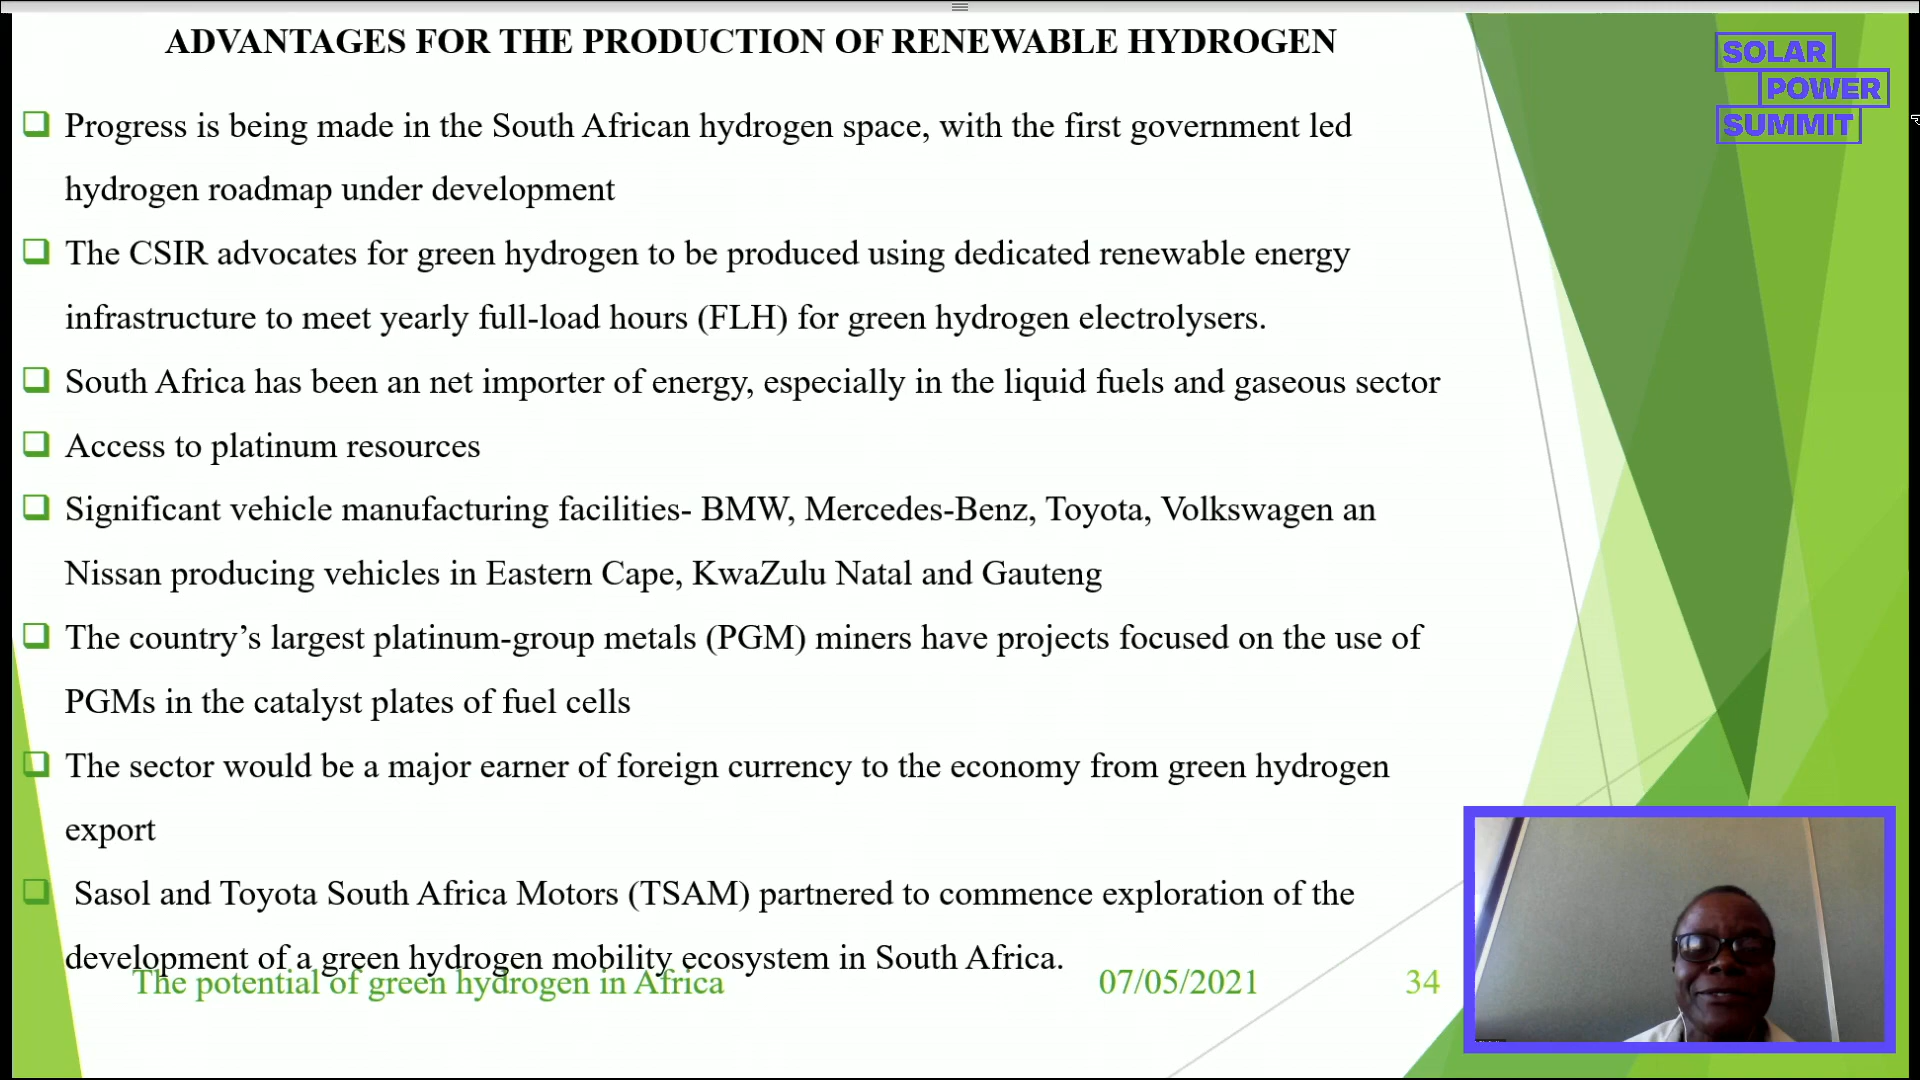 ADVANTAGES FOR THE PRODUCTION OF RENEWABLE HYDROGEN
SOLAR
POWER
SUMMIT
Progress is being made in the South African hydrogen space, with the first government led
hydrogen roadmap under development
The CSIR advocates for green hydrogen to be produced using dedicated renewable energy
infrastructure to meet yearly full-load hours (FLH) for green hydrogen electrolysers.
South Africa has been an net importer of energy, especially in the liquid fuels and gaseous sector
Access to platinum resources
Significant vehicle manufacturing facilities- BMW, Mercedes-Benz, Toyota, Volkswagen an
Nissan producing vehicles in Eastern Cape, KwaZulu Natal and Gauteng
The country’s largest platinum-group metals (PGM) miners have projects focused on the use of
PGMs in the catalyst plates of fuel cells
The sector would be a major earner of foreign currency to the economy from green hydrogen
export
Sasol and Toyota South Africa Motors (TSAM) partnered to commence exploration of the
development of a green hydrogen mobility ecosystem in South Africa.
The potential of green hydrogen in Africa 07/05/2021 34